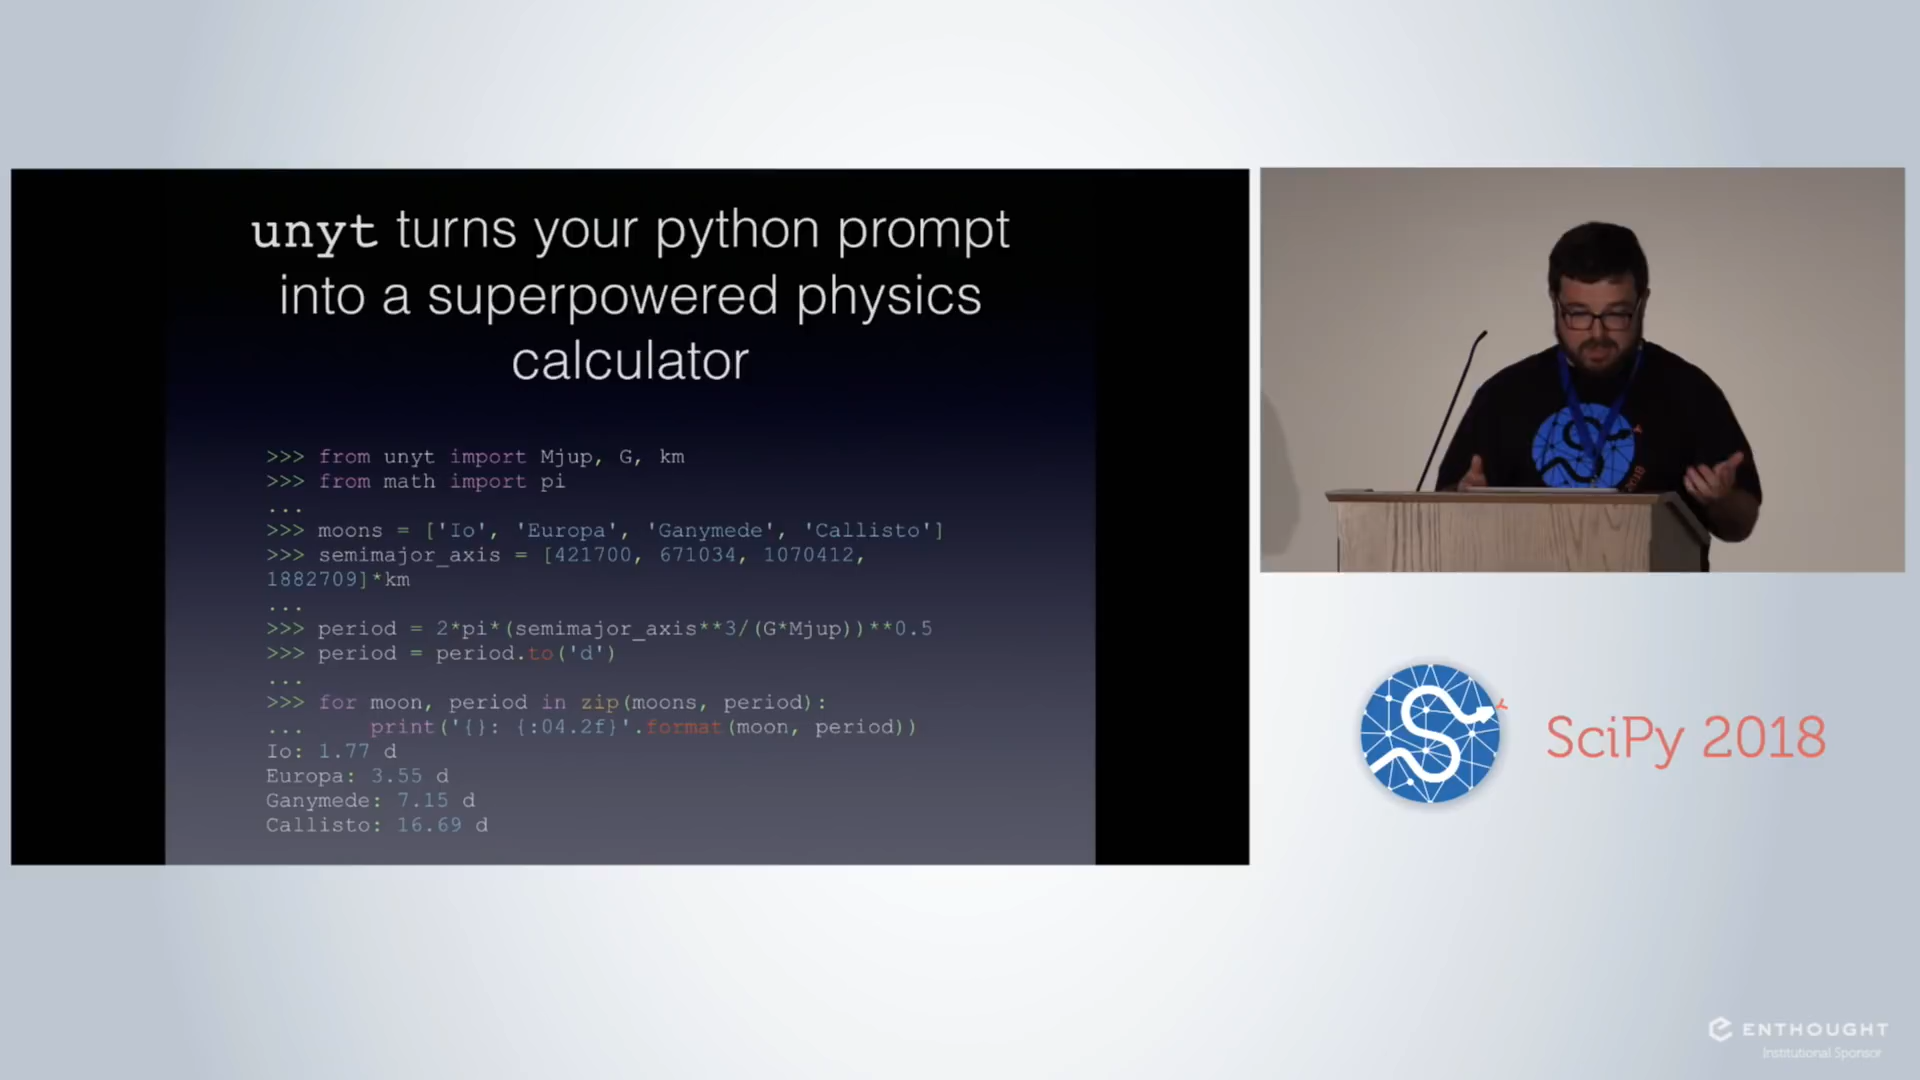 unyt turns your python prompt
into a superpowered physics
calculator
>>> from unyt import Mjup, G, km
>>> from math import pi
...
>>> moons = ['Io', 'Europa', 'Ganymede', 'Callisto']
>>> semimajor_axis = [421700, 671034, 1070412,
1882709]*km
...
>>> period = 2*pi*(semimajor_axis**3/(G*Mjup))**0.5
>>> period = period.to('d')
...
>>> for moon, period in zip(moons, period):
...     print('{}: {:04.2f}'.format(moon, period))
Io: 1.77 d
Europa: 3.55 d
Ganymede: 7.15 d
Callisto: 16.69 d
2018
SciPy 2018
ENTHOUGHT
Institutional Sponsor